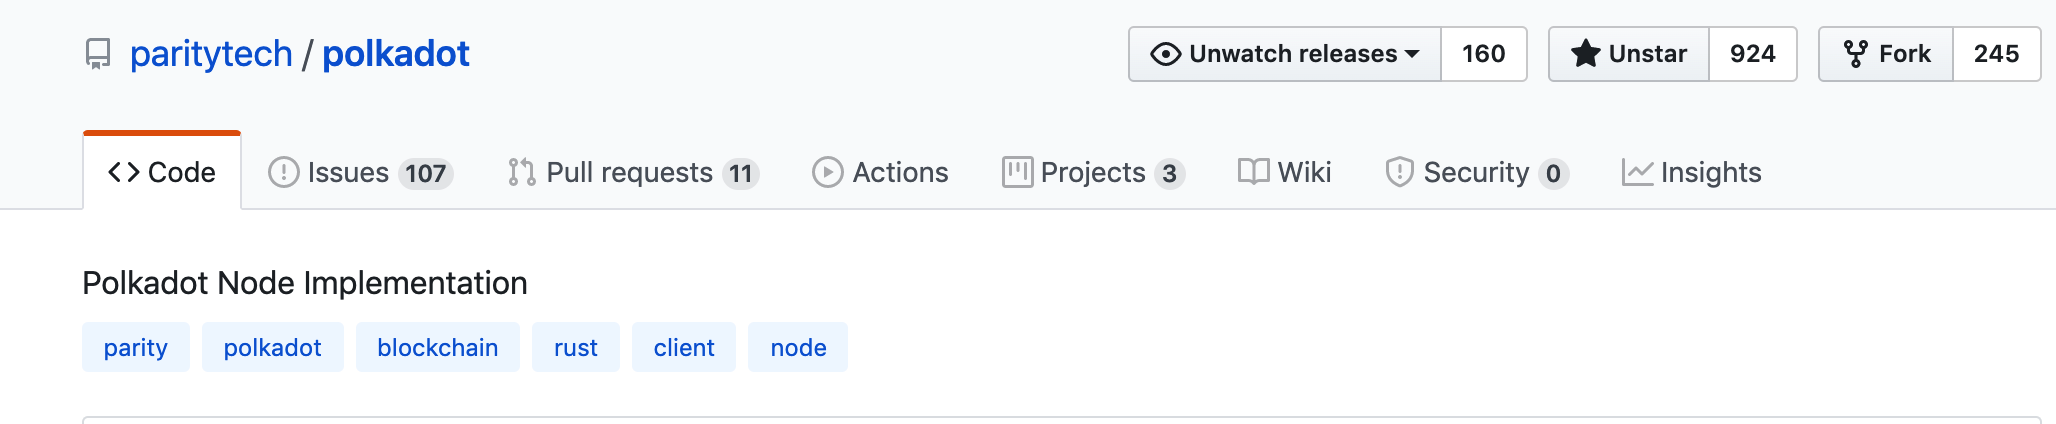 paritytech / polkadot Unwatch releases 160 Unstar 924 Fork 245
Code Issues 107 Pull requests 11 Actions Projects 3 Wiki Security 0 Insights
Polkadot Node Implementation
parity polkadot blockchain rust client node